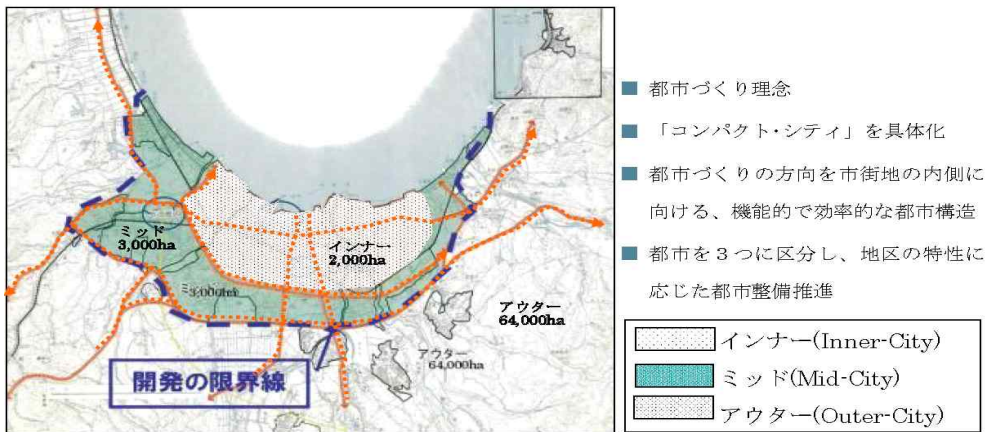 ミッド
3,000ha
インナー
2,000ha
ミ3,000ha
アウター
64,000ha
アウター
64,000ha
開発の限界線
■ 都市づくり理念
■ 「コンパクト・シティ」を具体化
■ 都市づくりの方向を市街地の内側に
向ける、機能的で効率的な都市構造
■ 都市を３つに区分し、地区の特性に
応じた都市整備推進
インナー(Inner-City)
ミッド(Mid-City)
アウター(Outer-City)